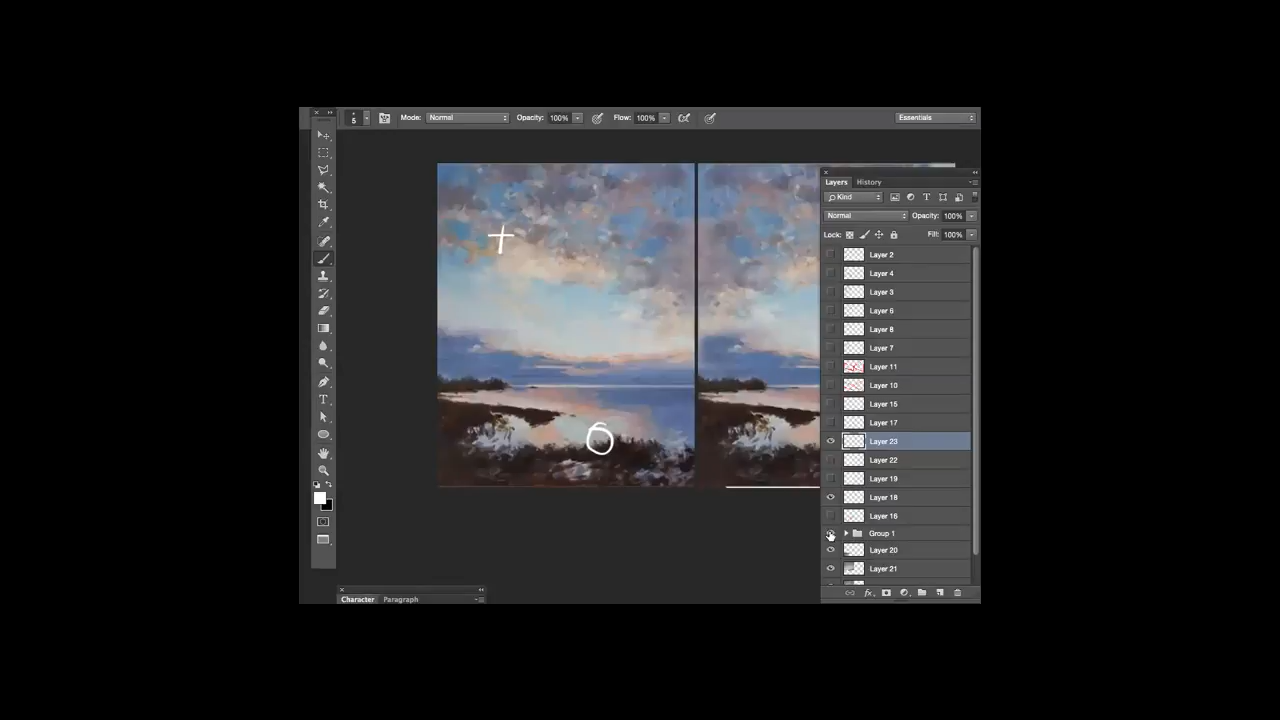 5 Mode: Normal Opacity: 100% Flow: 100% Essentials
Layers History
Kind
Normal Opacity: 100%
Lock: Fill: 100%
Layer 2
Layer 4
Layer 3
Layer 6
Layer 8
Layer 7
Layer 11
Layer 10
Layer 15
Layer 17
Layer 23
Layer 22
Layer 19
Layer 18
Layer 16
Group 1
Layer 20
Layer 21
fx
Character Paragraph